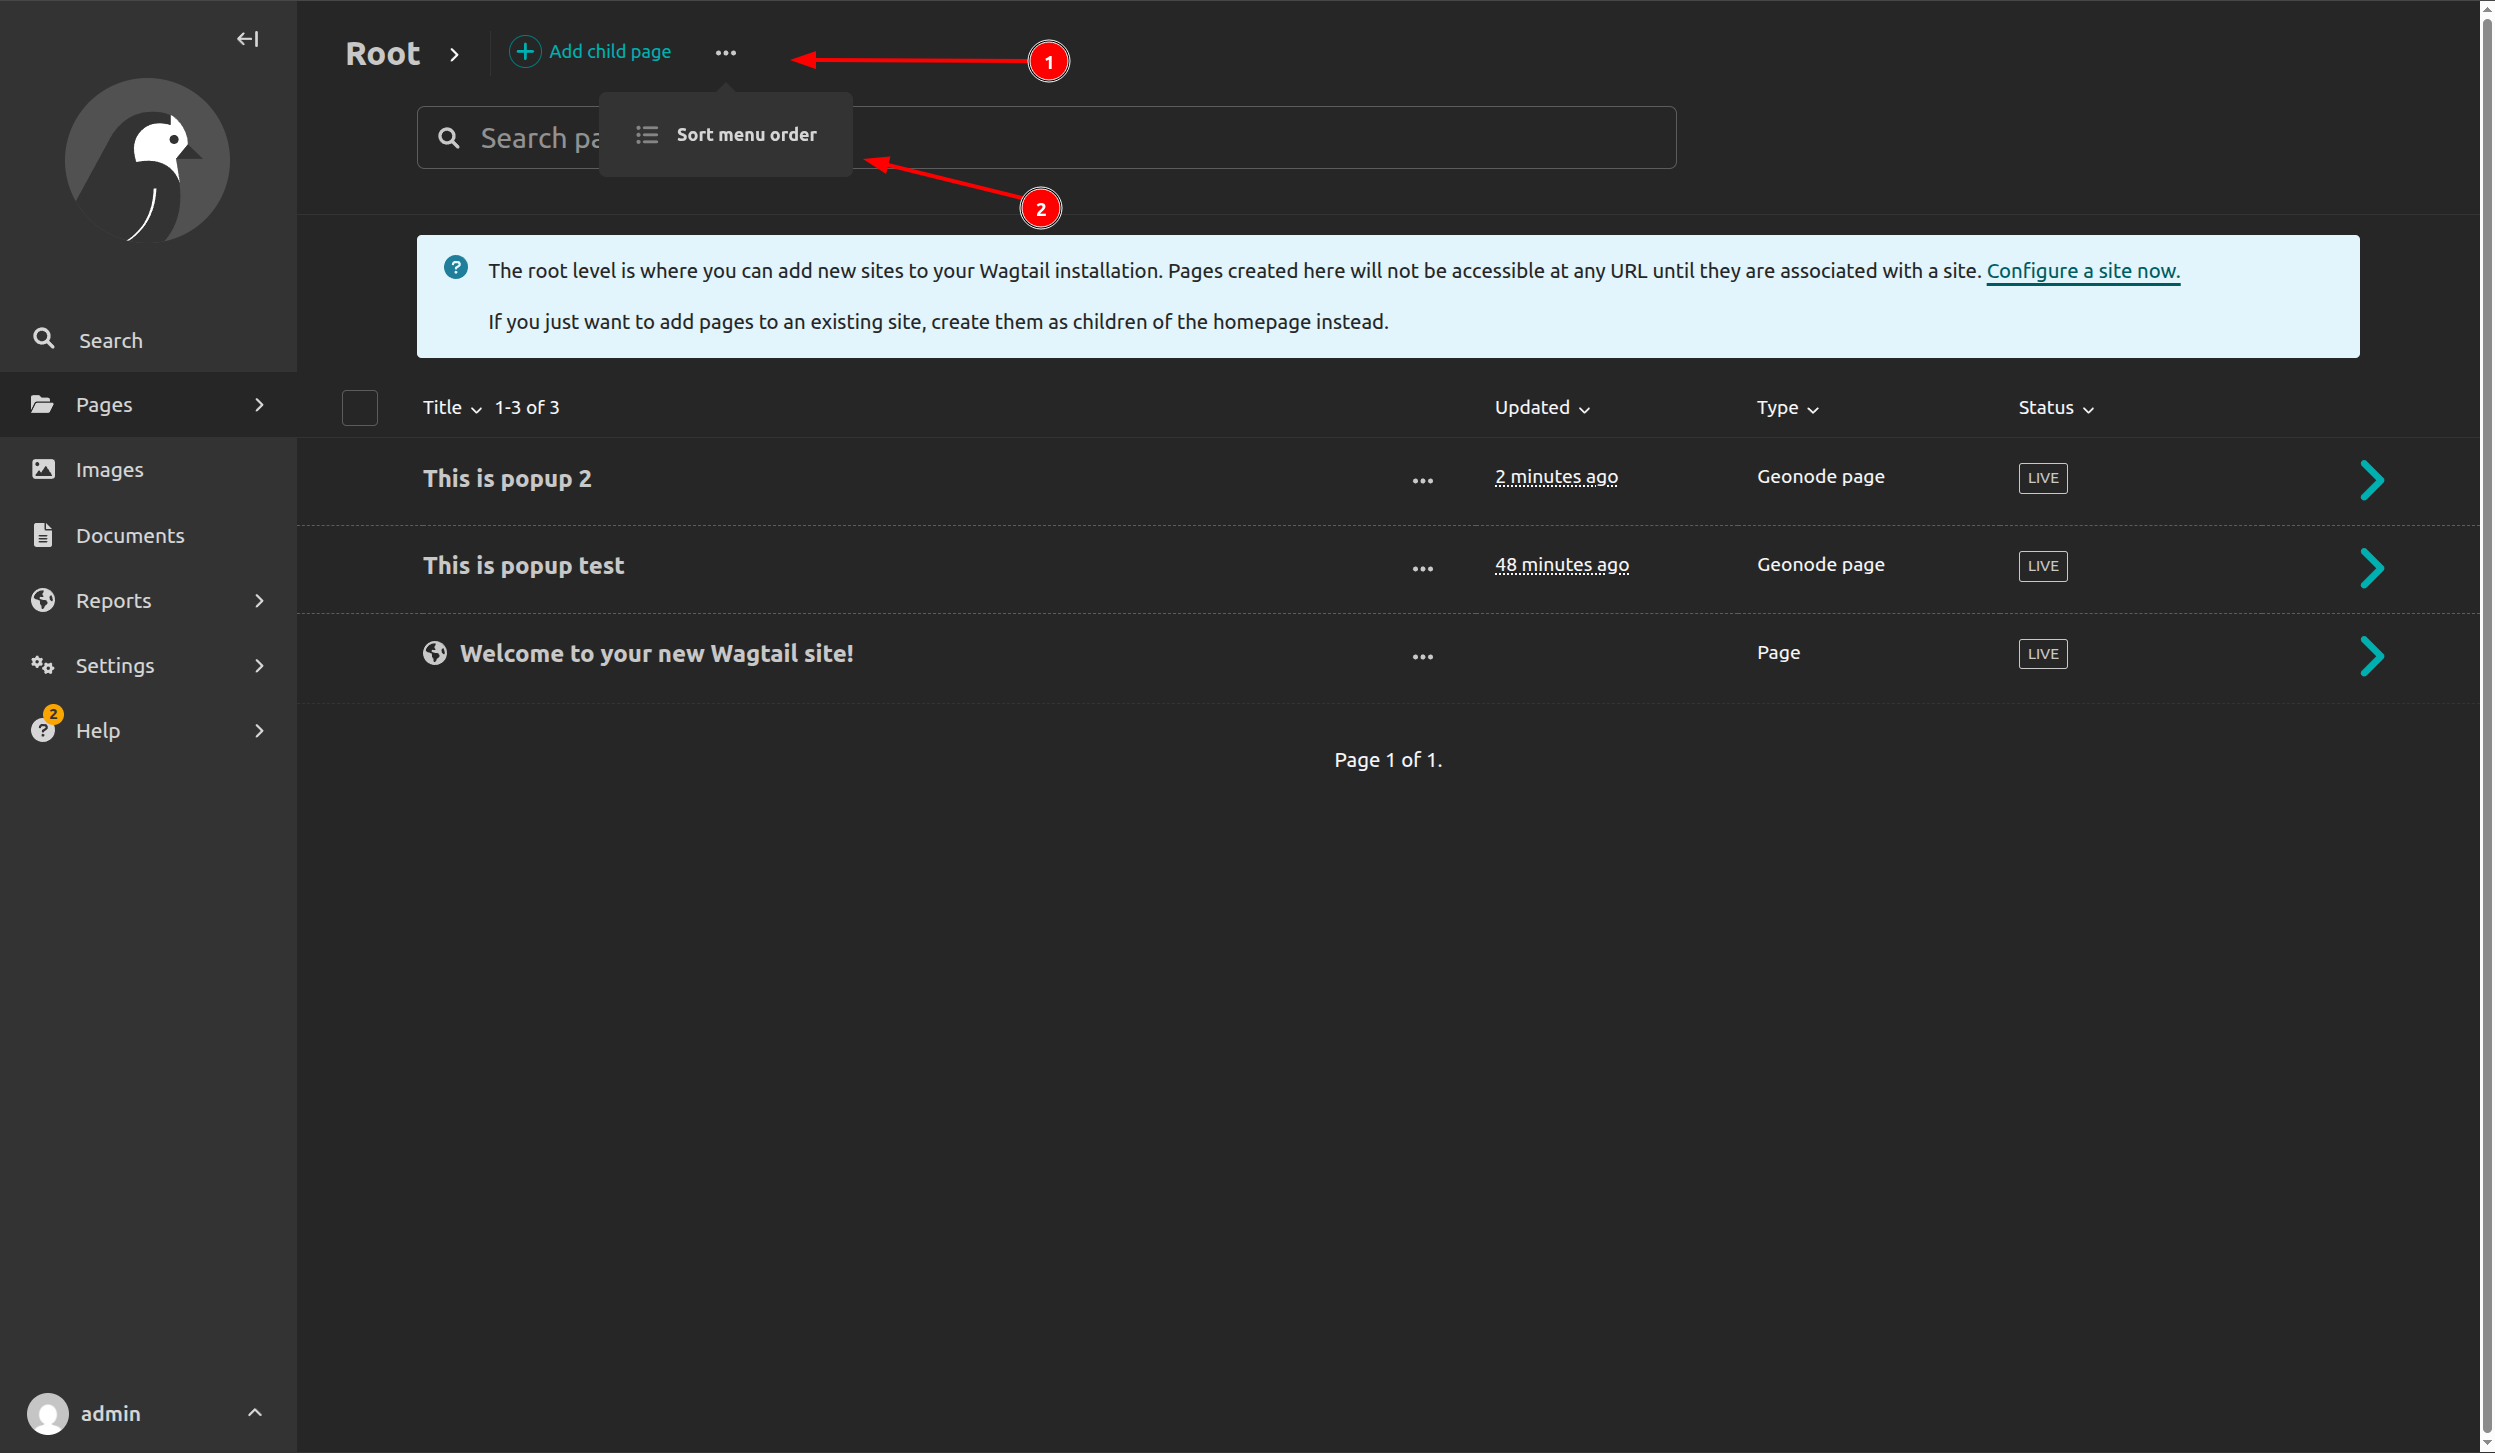 Root
Add child page
1
Search pa
Sort menu order
2
The root level is where you can add new sites to your Wagtail installation. Pages created here will not be accessible at any URL until they are associated with a site. Configure a site now.
If you just want to add pages to an existing site, create them as children of the homepage instead.
Search
Pages
Images
Documents
Reports
Settings
2
Help
Title 1-3 of 3 Updated Type Status
This is popup 2 2 minutes ago Geonode page LIVE
This is popup test 48 minutes ago Geonode page LIVE
Welcome to your new Wagtail site! Page LIVE
Page 1 of 1.
admin